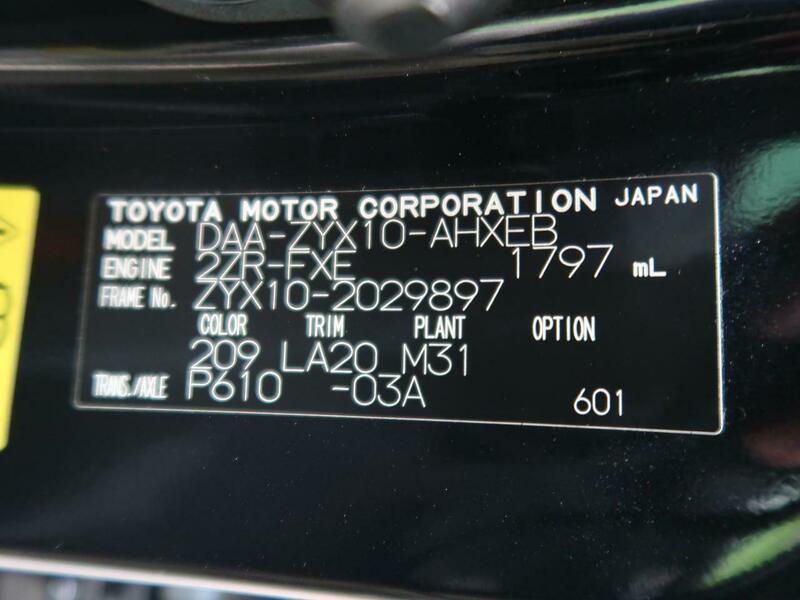 TOYOTA MOTOR CORPORATION JAPAN
MODEL DAA-ZYX10-AHXEB
ENGINE 2ZR-FXE 1797 mL
FRAME No. ZYX10-2029897
COLOR TRIM PLANT OPTION
209 LA20 M31
TRANS./AXLE P610 -03A 601